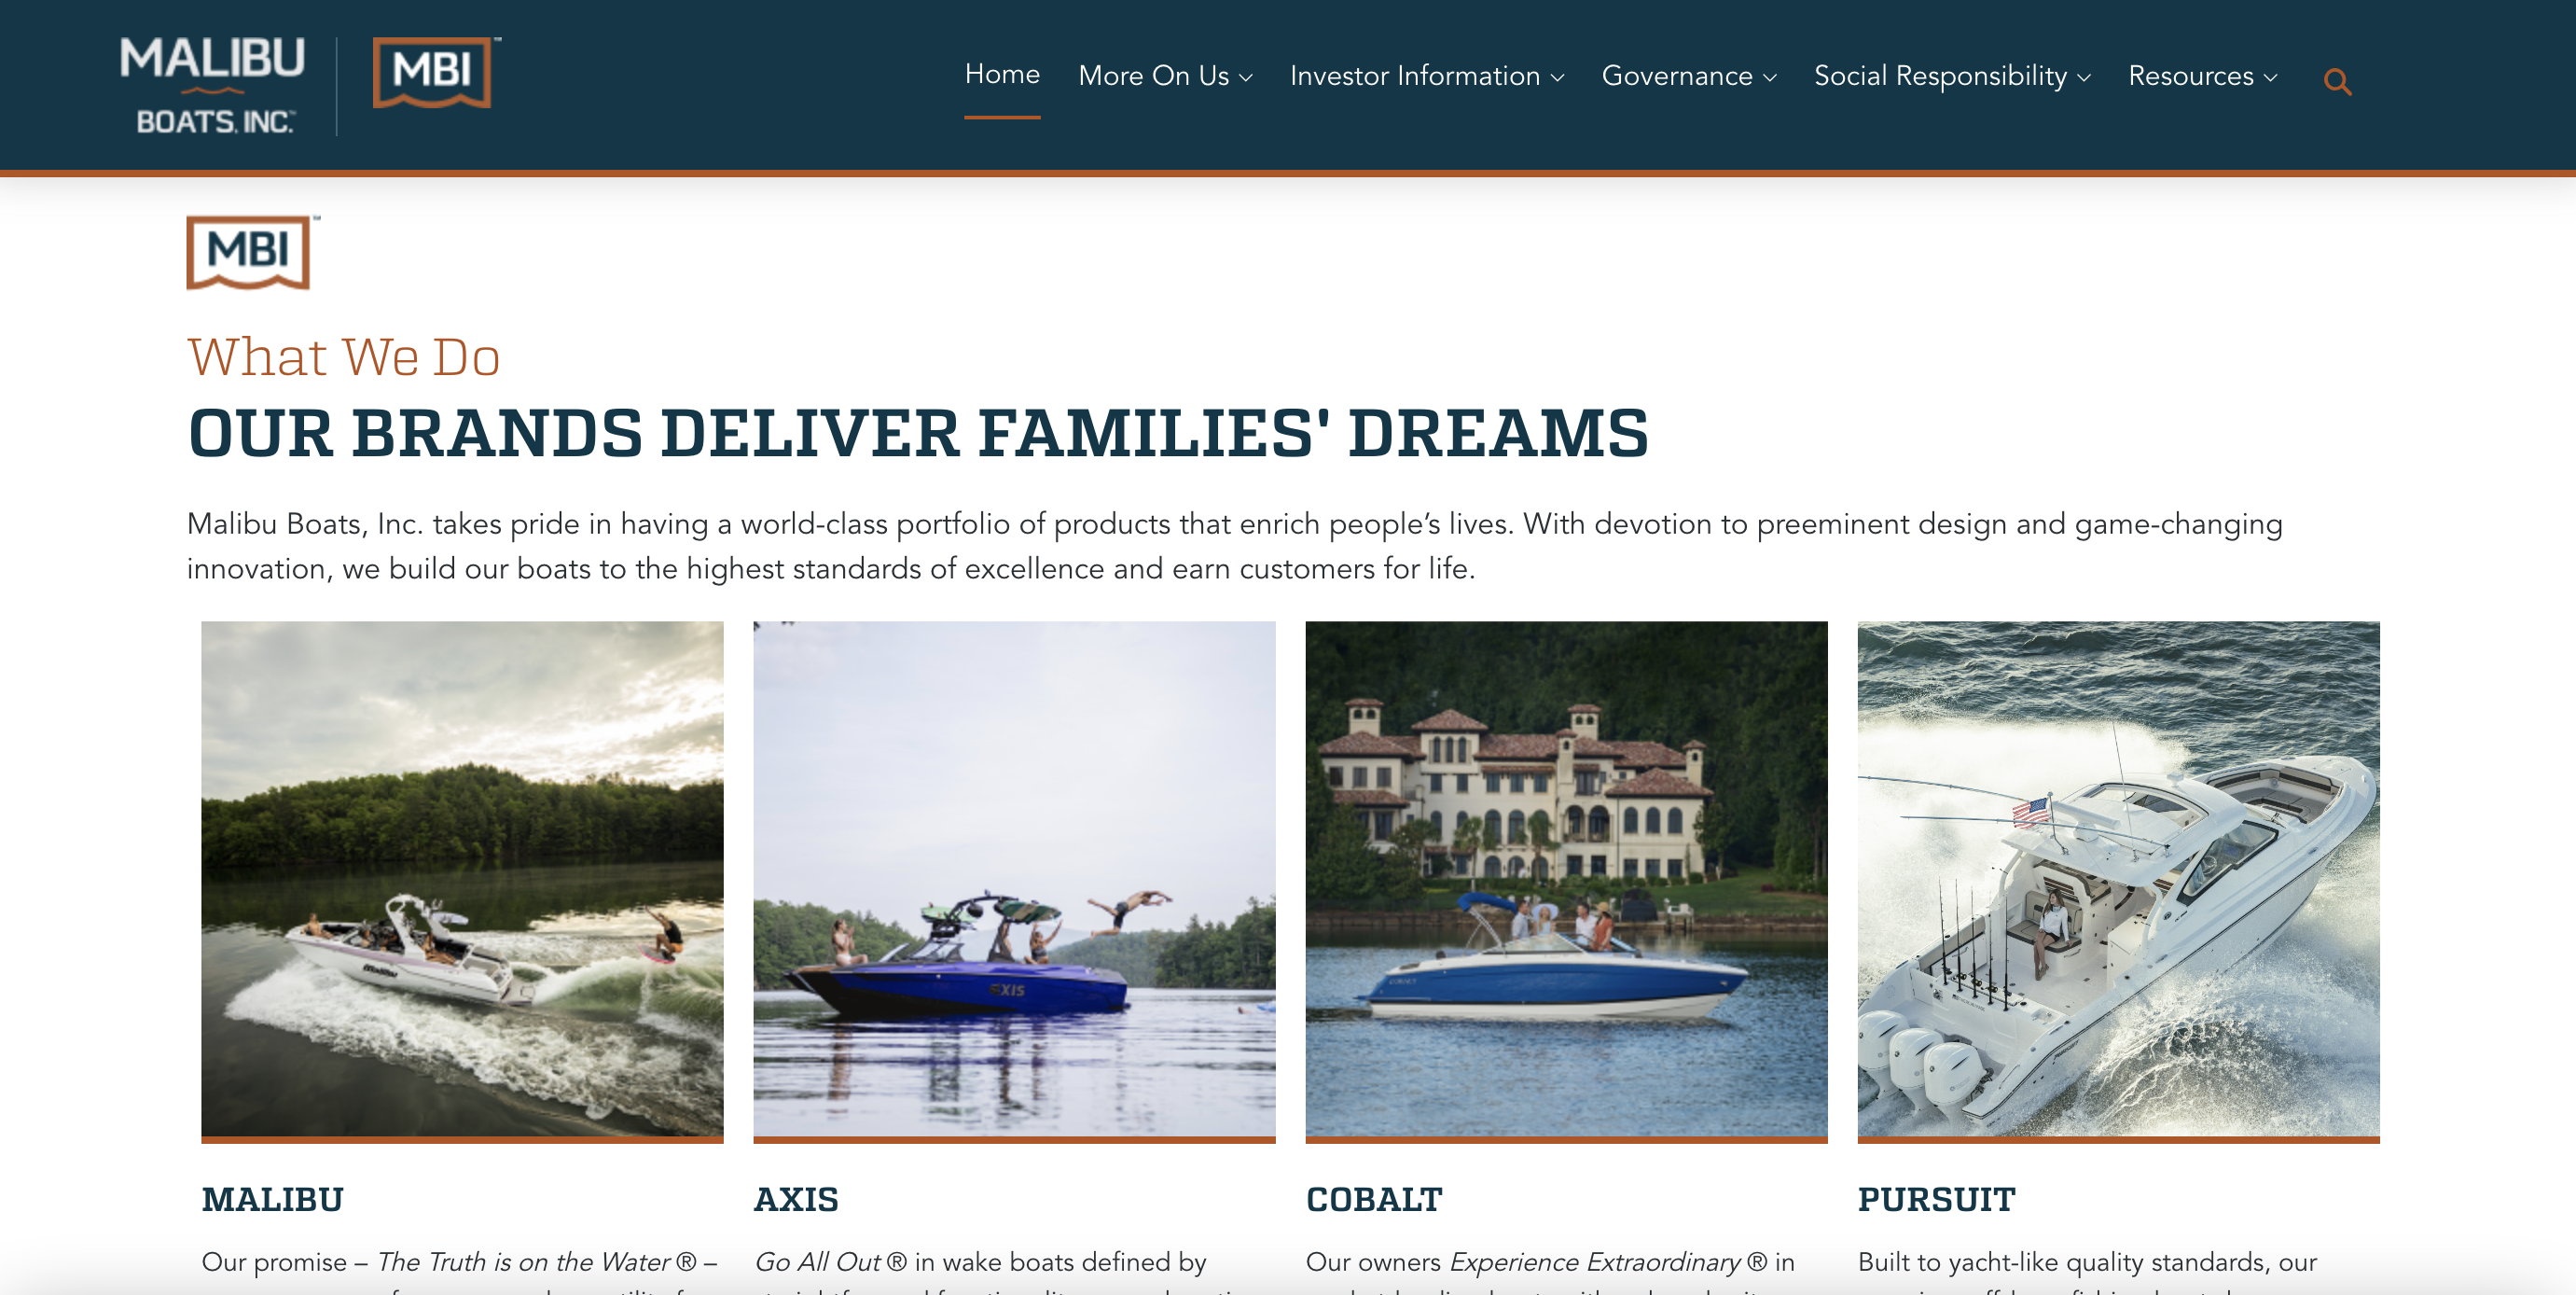 MALIBU
BOATS, INC.™
MBI
Home
More On Us
Investor Information
Governance
Social Responsibility
Resources
MBI
What We Do
OUR BRANDS DELIVER FAMILIES' DREAMS
Malibu Boats, Inc. takes pride in having a world-class portfolio of products that enrich people’s lives. With devotion to preeminent design and game-changing
innovation, we build our boats to the highest standards of excellence and earn customers for life.
Malibu
AXIS
COBALT
MALIBU
AXIS
COBALT
PURSUIT
Our promise – The Truth is on the Water ® –
Go All Out ® in wake boats defined by
Our owners Experience Extraordinary ® in
Built to yacht-like quality standards, our